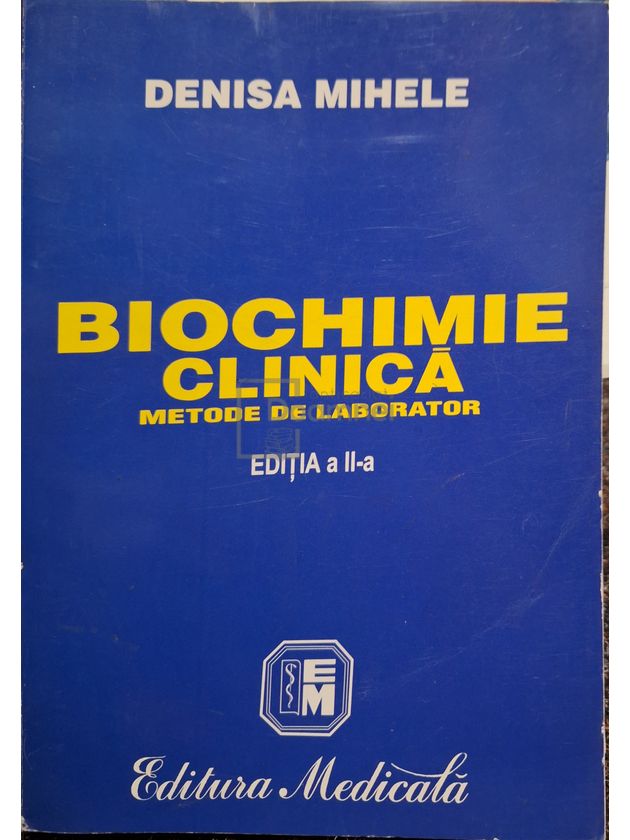 DENISA MIHELE
BIOCHIMIE
CLINICĂ
METODE DE LABORATOR
EDIȚIA a II-a
EM
Editura Medicală